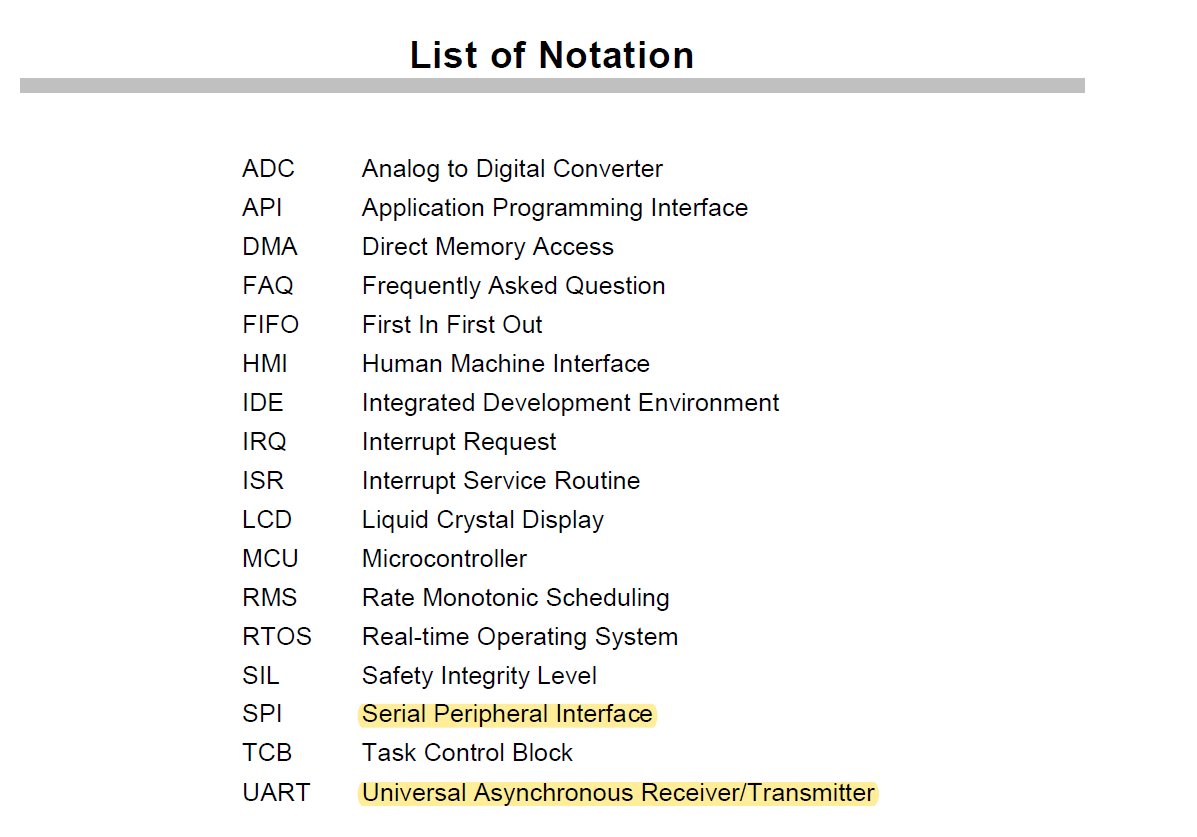 List of Notation
ADC Analog to Digital Converter
API Application Programming Interface
DMA Direct Memory Access
FAQ Frequently Asked Question
FIFO First In First Out
HMI Human Machine Interface
IDE Integrated Development Environment
IRQ Interrupt Request
ISR Interrupt Service Routine
LCD Liquid Crystal Display
MCU Microcontroller
RMS Rate Monotonic Scheduling
RTOS Real-time Operating System
SIL Safety Integrity Level
SPI Serial Peripheral Interface
TCB Task Control Block
UART Universal Asynchronous Receiver/Transmitter